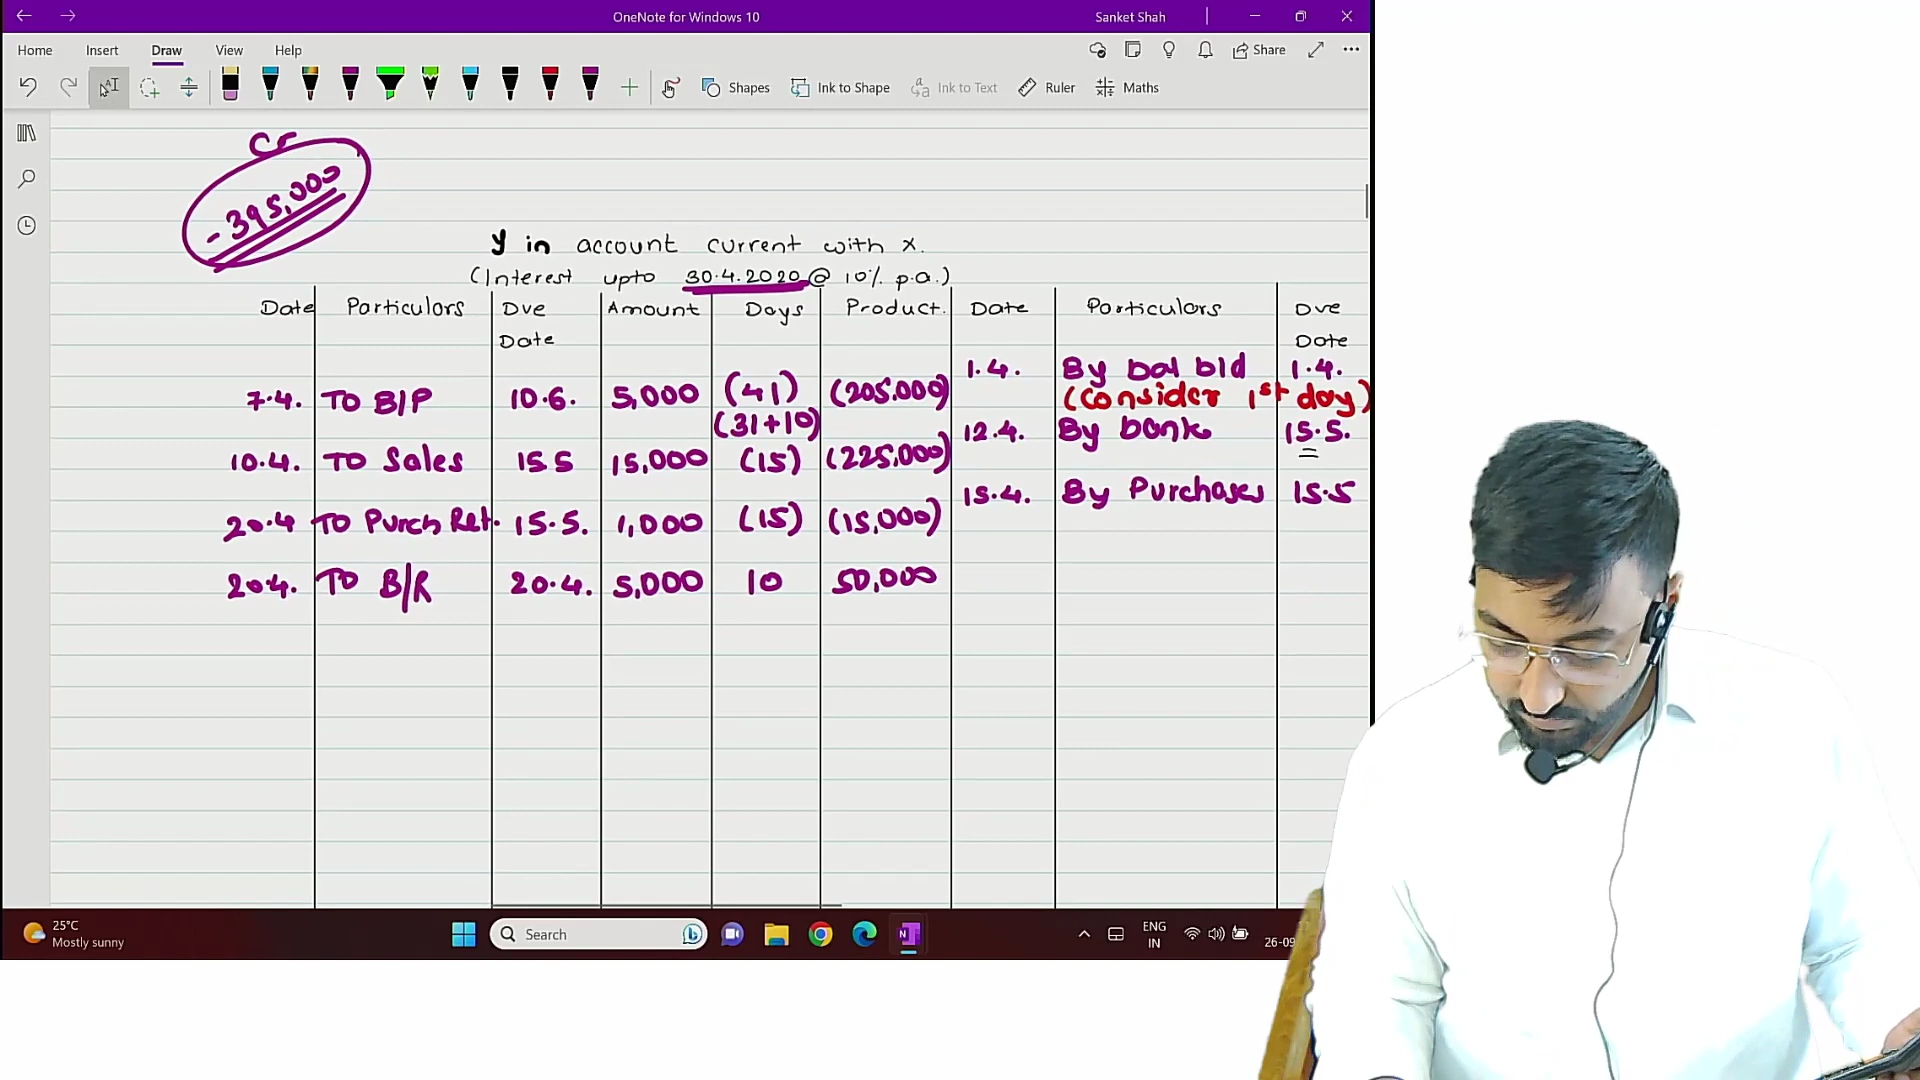 OneNote for Windows 10
Sanket Shah
Home Insert Draw View Help
Share
Shapes Ink to Shape Ink to Text Ruler Maths
Cr
-395,000
Y in account current with x.
(Interest upto 30.4.2020 @ 10% p.a.)
Date Particulars Due Date Amount Days Product. Date Particulars Due Date
1.4. By bal b/d 1.4.
7.4. TO B/P 10.6. 5,000 (41) (205.000) (Consider 1st day)
(31+10) 12.4. By bank 15.5.
10.4. TO Sales 15.5 15,000 (15) (225,000)
15.4. By Purchases 15.5
20.4 TO Purch Ret. 15.5. 1,000 (15) (15,000)
20.4. TO B/R 20.4. 5,000 10 50,000
25°C
Mostly sunny
Search
ENG
IN
26-09